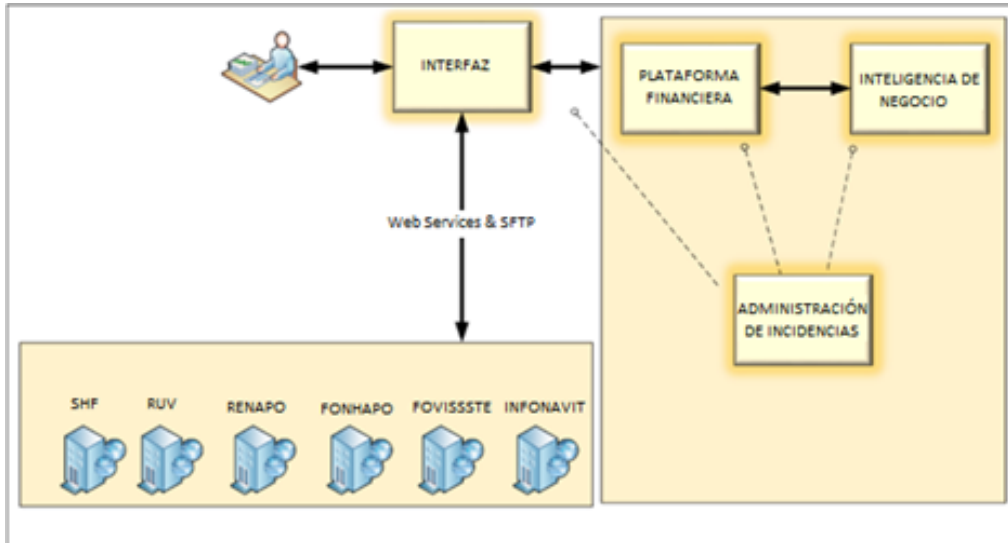 INTERFAZ
PLATAFORMA
FINANCIERA
INTELIGENCIA DE
NEGOCIO
Web Services & SFTP
ADMINISTRACIÓN
DE INCIDENCIAS
SHF
RUV
RENAPO
FONHAPO
FOVISSSTE
INFONAVIT